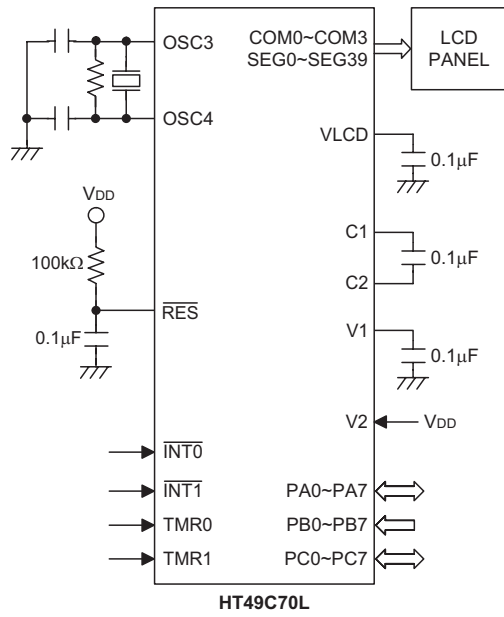 OSC3
OSC4
VDD
100kΩ
0.1μF
RES
INT0
INT1
TMR0
TMR1
COM0~COM3
SEG0~SEG39
LCD
PANEL
VLCD
0.1μF
C1
C2
0.1μF
V1
0.1μF
V2
VDD
PA0~PA7
PB0~PB7
PC0~PC7
HT49C70L